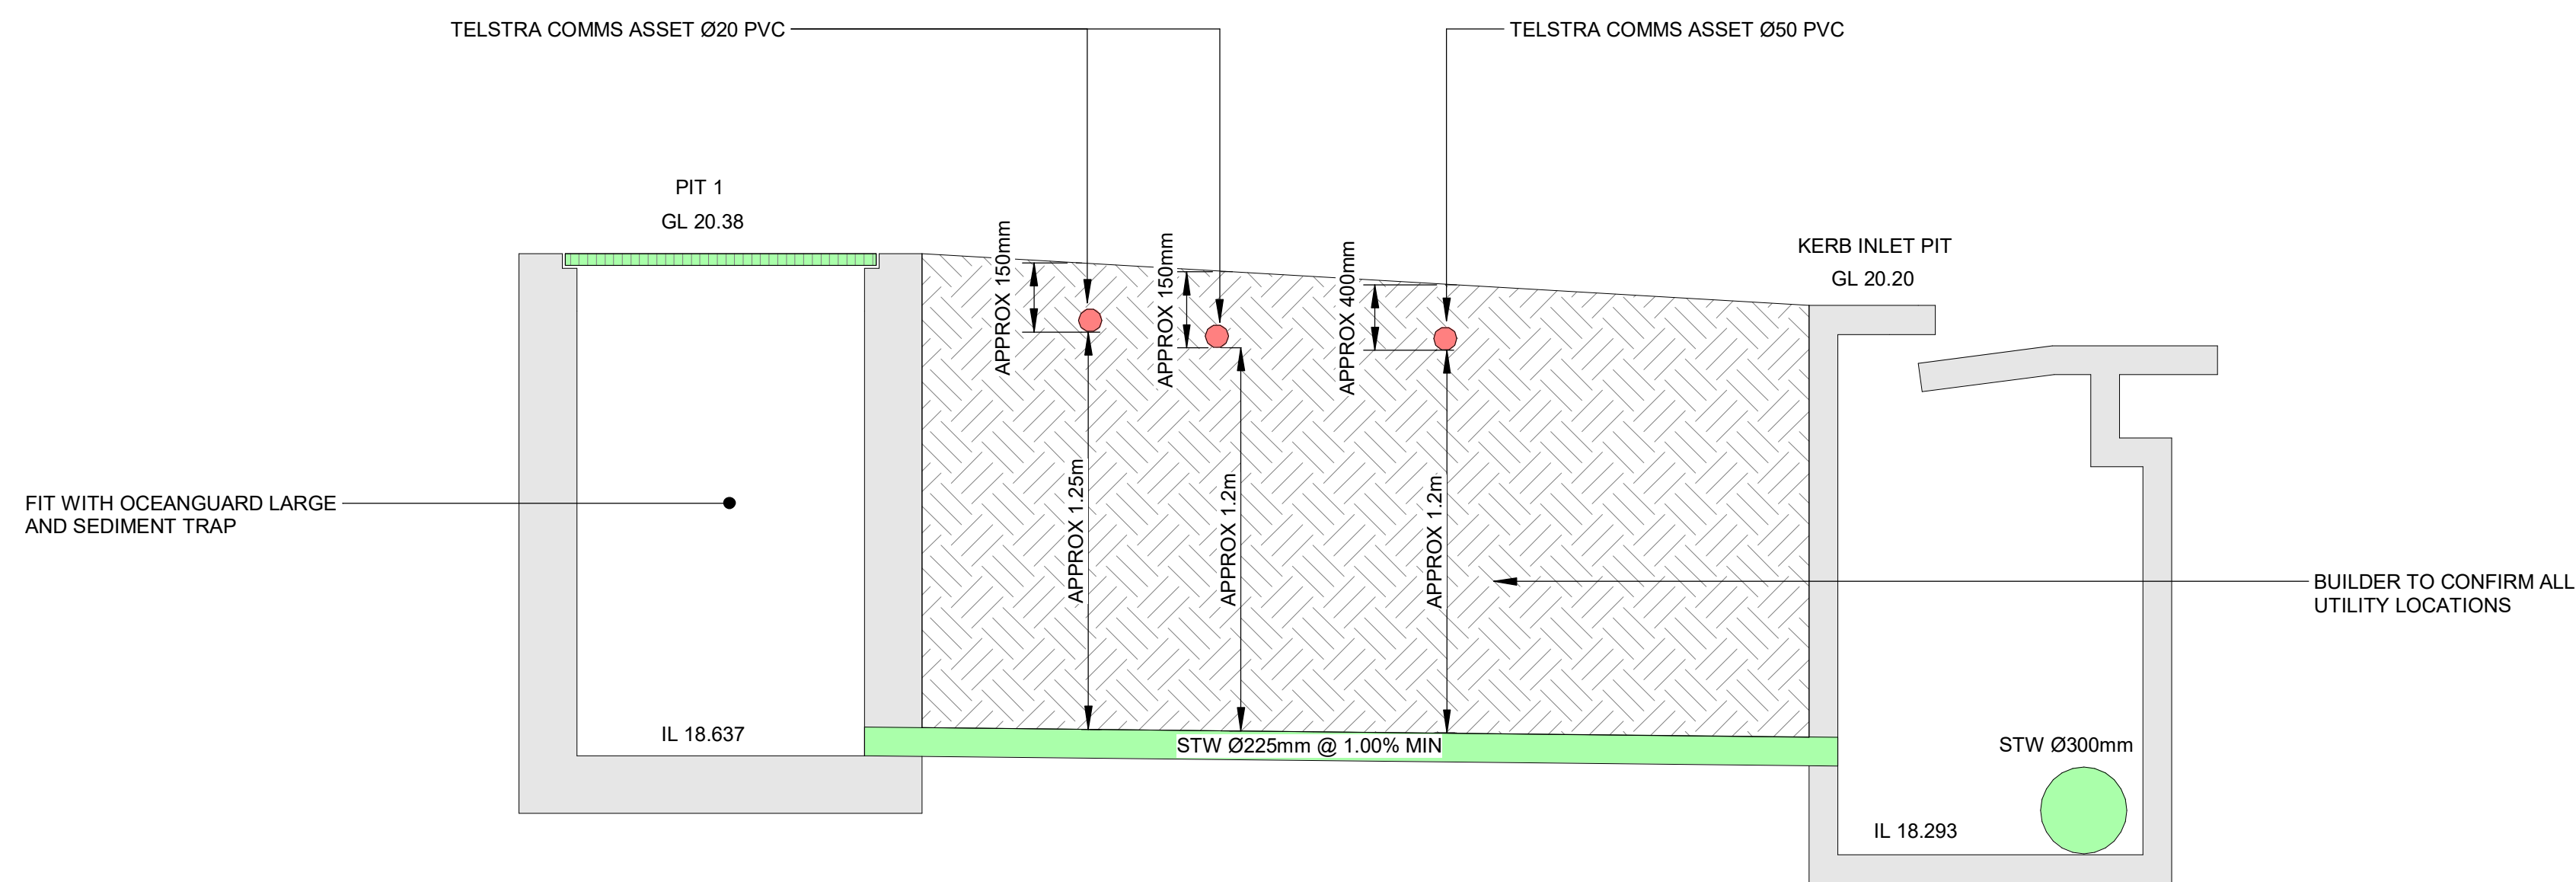 TELSTRA COMMS ASSET Ø20 PVC
TELSTRA COMMS ASSET Ø50 PVC
PIT 1
GL 20.38
KERB INLET PIT
GL 20.20
APPROX 150mm
APPROX 150mm
APPROX 400mm
APPROX 1.25m
APPROX 1.2m
APPROX 1.2m
FIT WITH OCEANGUARD LARGE
AND SEDIMENT TRAP
BUILDER TO CONFIRM ALL
UTILITY LOCATIONS
IL 18.637
STW Ø225mm @ 1.00% MIN
STW Ø300mm
IL 18.293